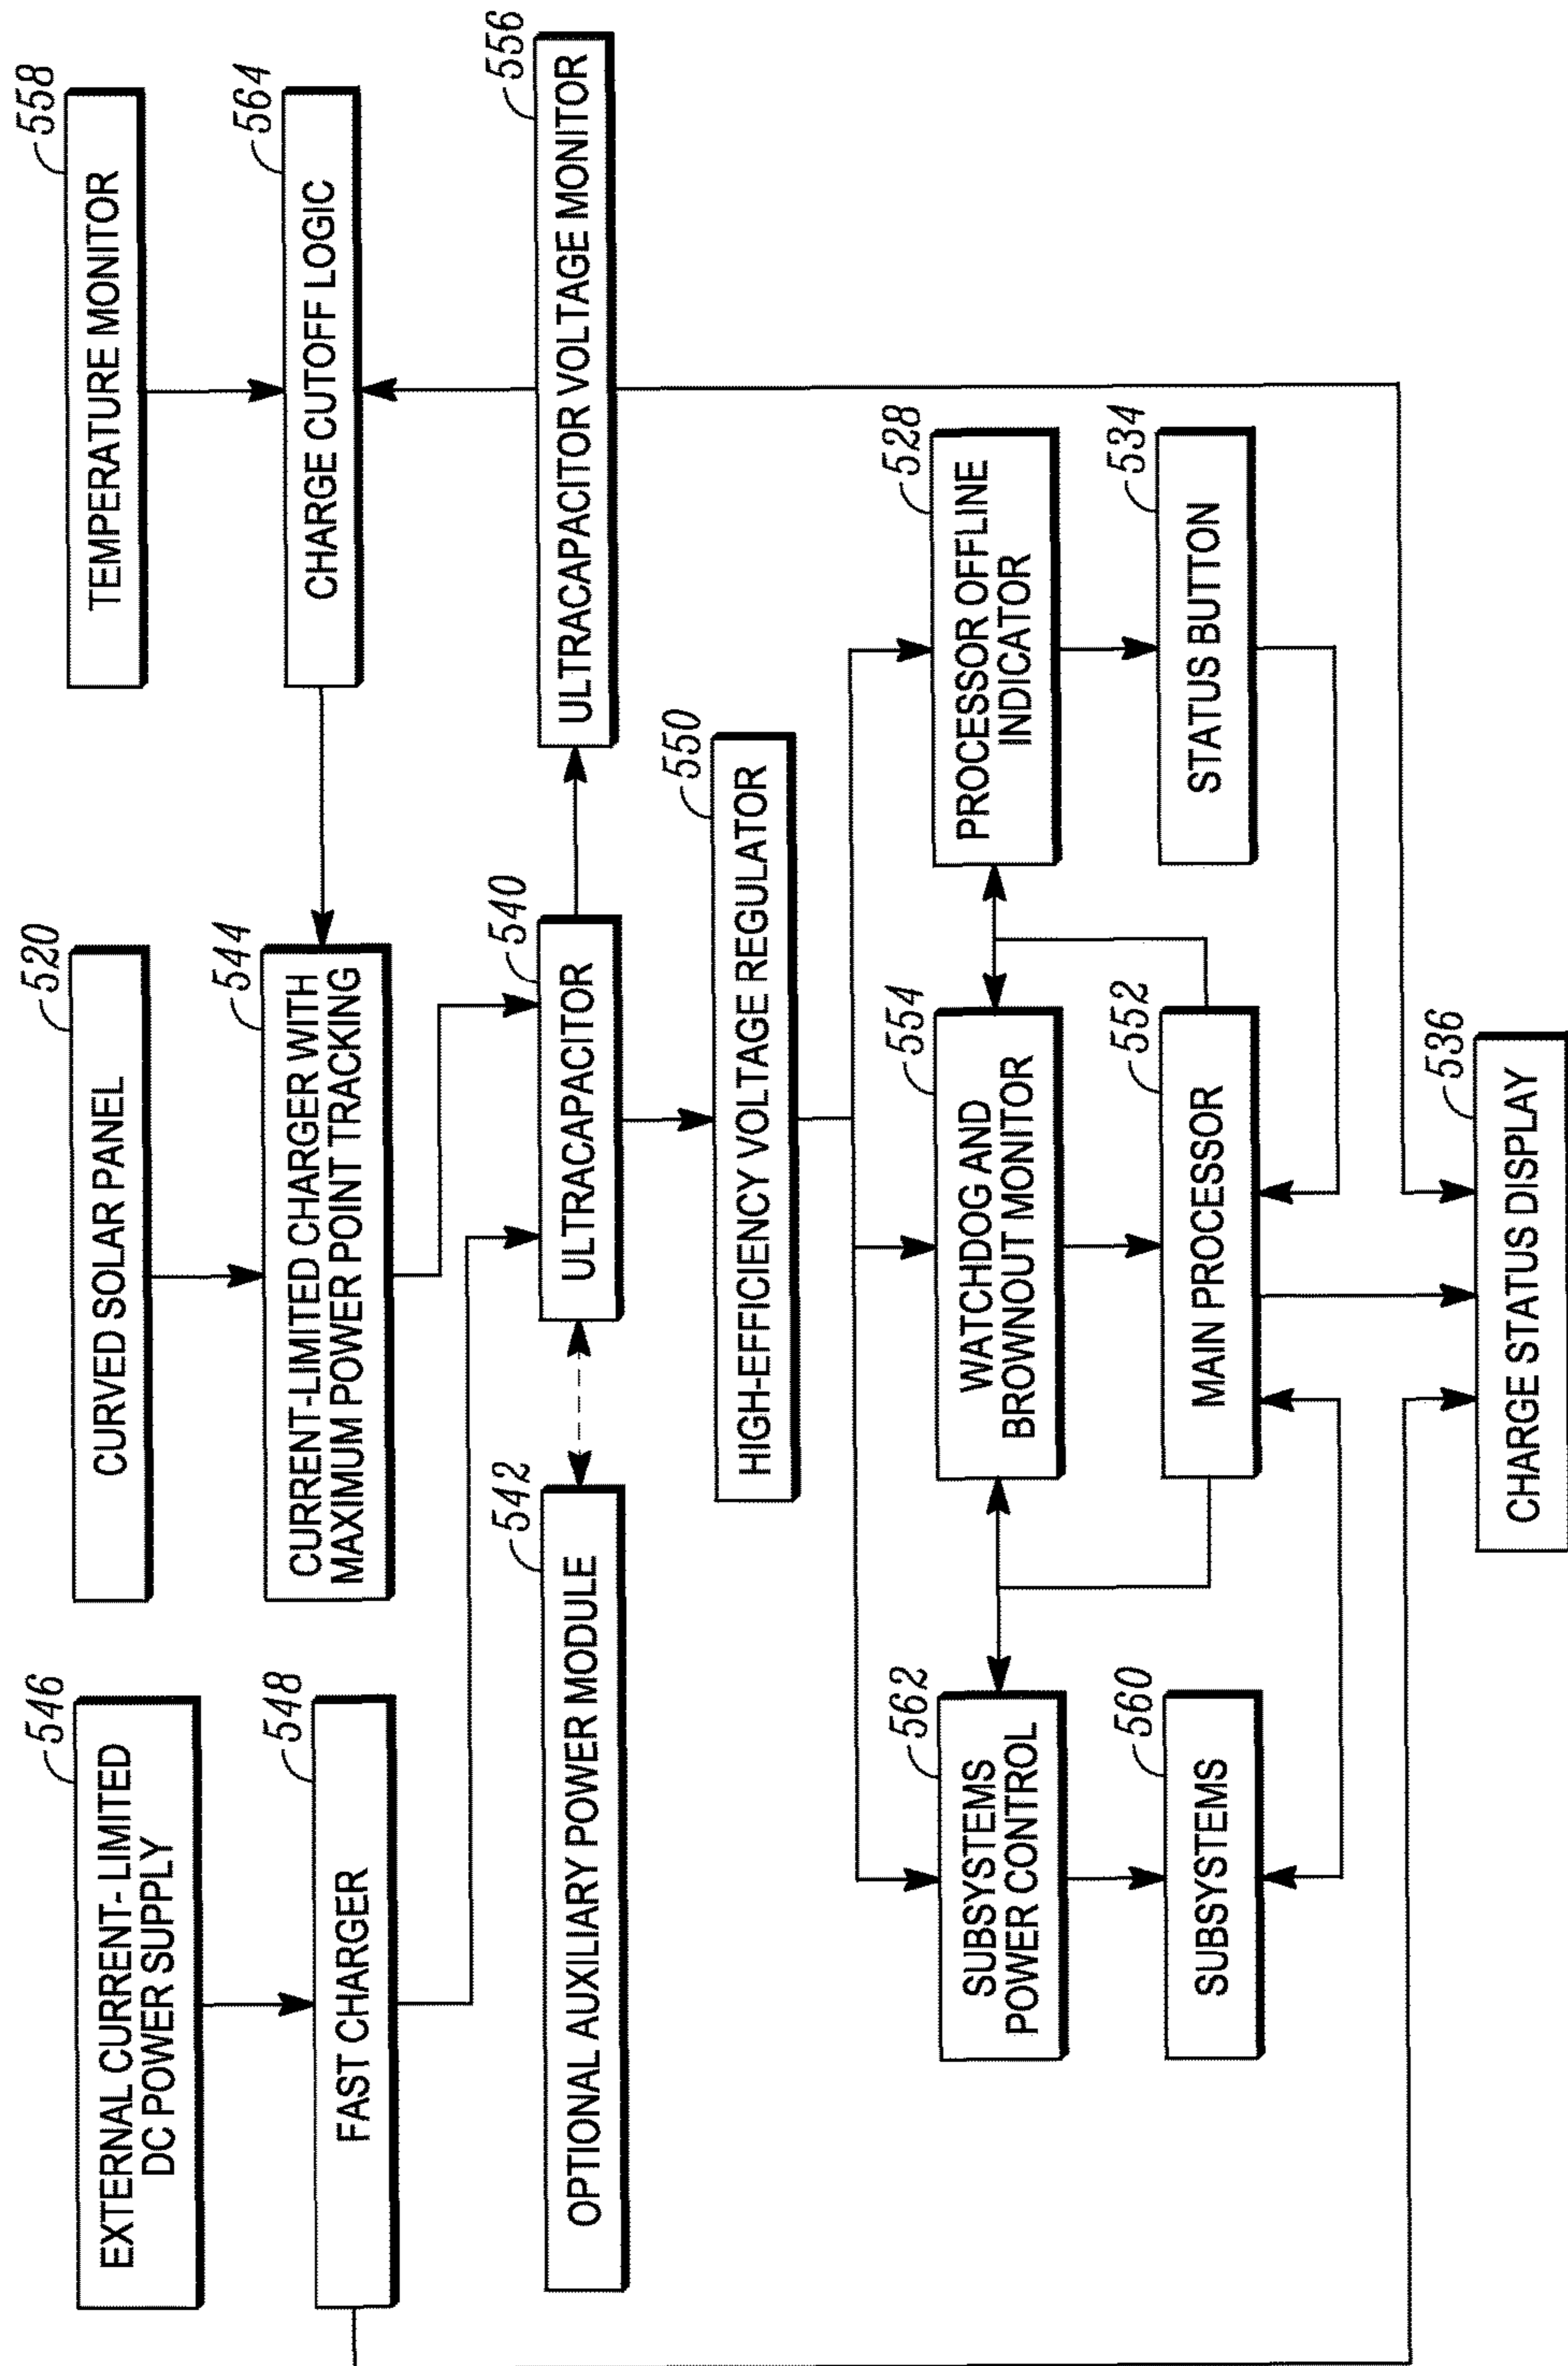 546
EXTERNAL CURRENT- LIMITED
DC POWER SUPPLY
520
CURVED SOLAR PANEL
558
TEMPERATURE MONITOR
548
FAST CHARGER
544
CURRENT-LIMITED CHARGER WITH
MAXIMUM POWER POINT TRACKING
564
CHARGE CUTOFF LOGIC
542
OPTIONAL AUXILIARY POWER MODULE
540
ULTRACAPACITOR
556
ULTRACAPACITOR VOLTAGE MONITOR
550
HIGH-EFFICIENCY VOLTAGE REGULATOR
562
SUBSYSTEMS
POWER CONTROL
554
WATCHDOG AND
BROWNOUT MONITOR
528
PROCESSOR OFFLINE
INDICATOR
560
SUBSYSTEMS
552
MAIN PROCESSOR
534
STATUS BUTTON
536
CHARGE STATUS DISPLAY